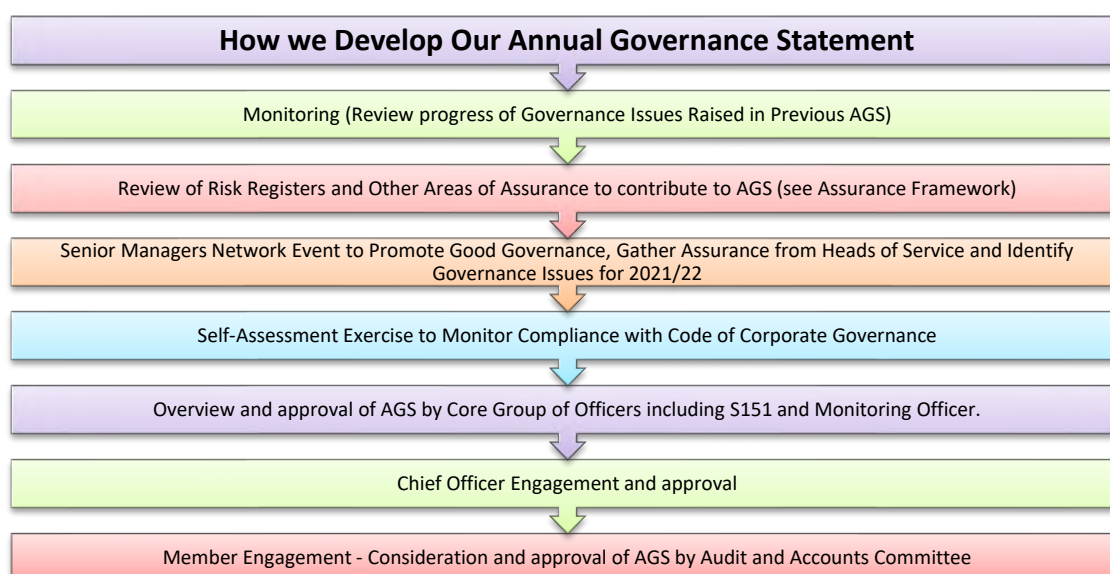 How we Develop Our Annual Governance Statement
Monitoring (Review progress of Governance Issues Raised in Previous AGS)
Review of Risk Registers and Other Areas of Assurance to contribute to AGS (see Assurance Framework)
Senior Managers Network Event to Promote Good Governance, Gather Assurance from Heads of Service and Identify
Governance Issues for 2021/22
Self-Assessment Exercise to Monitor Compliance with Code of Corporate Governance
Overview and approval of AGS by Core Group of Officers including S151 and Monitoring Officer.
Chief Officer Engagement and approval
Member Engagement - Consideration and approval of AGS by Audit and Accounts Committee